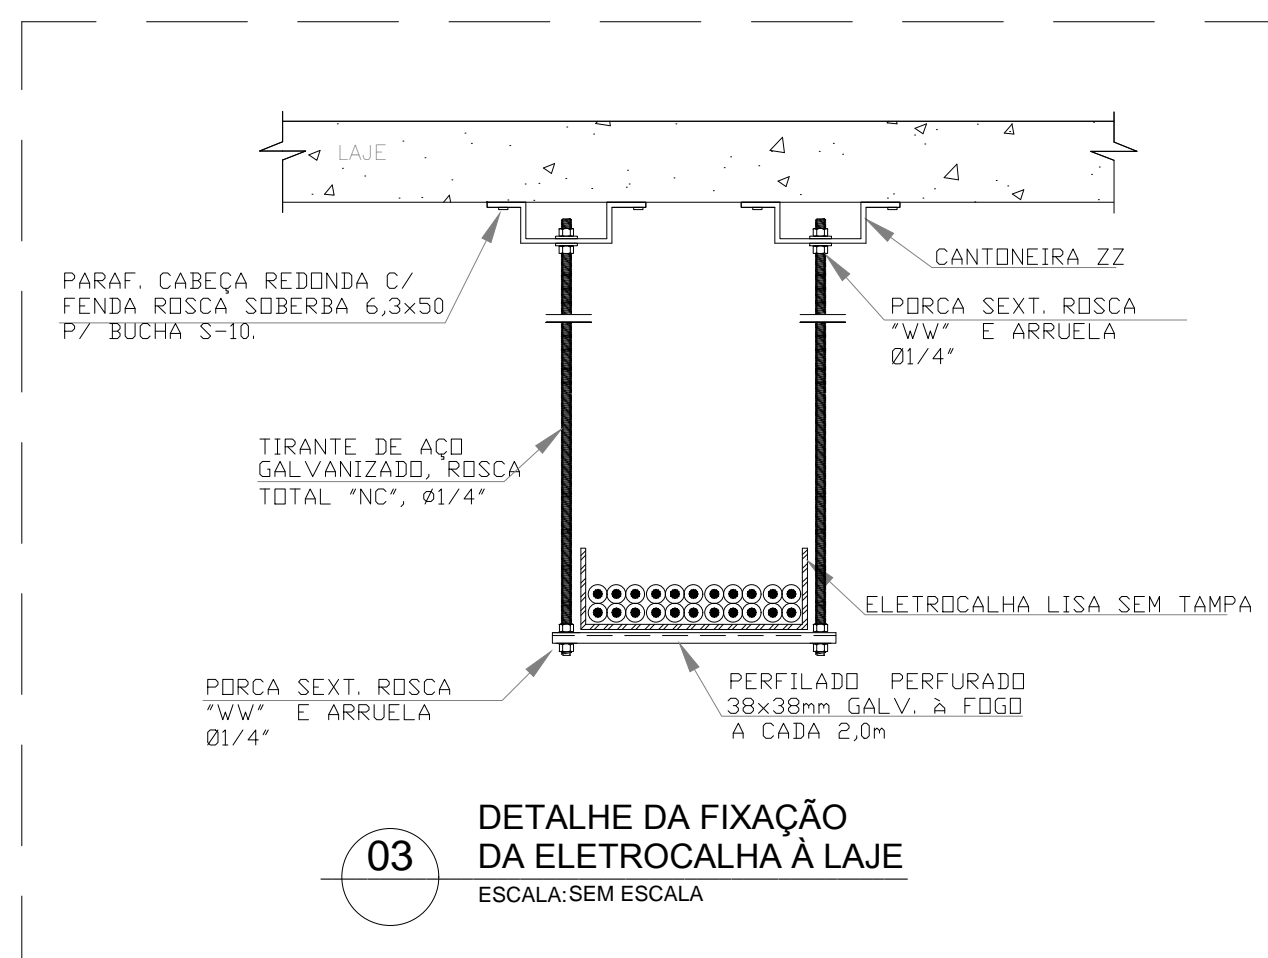 LAJE
PARAF. CABEÇA REDONDA C/
FENDA ROSCA SOBERBA 6,3x50
P/ BUCHA S-10.
CANTONEIRA ZZ
PORCA SEXT. ROSCA
"WW" E ARRUELA
Ø1/4"
TIRANTE DE AÇO
GALVANIZADO, ROSCA
TOTAL "NC", Ø1/4"
ELETROCALHA LISA SEM TAMPA
PORCA SEXT. ROSCA
"WW" E ARRUELA
Ø1/4"
PERFILADO PERFURADO
38x38mm GALV. À FOGO
A CADA 2,0m
03
DETALHE DA FIXAÇÃO
DA ELETROCALHA À LAJE
ESCALA:SEM ESCALA